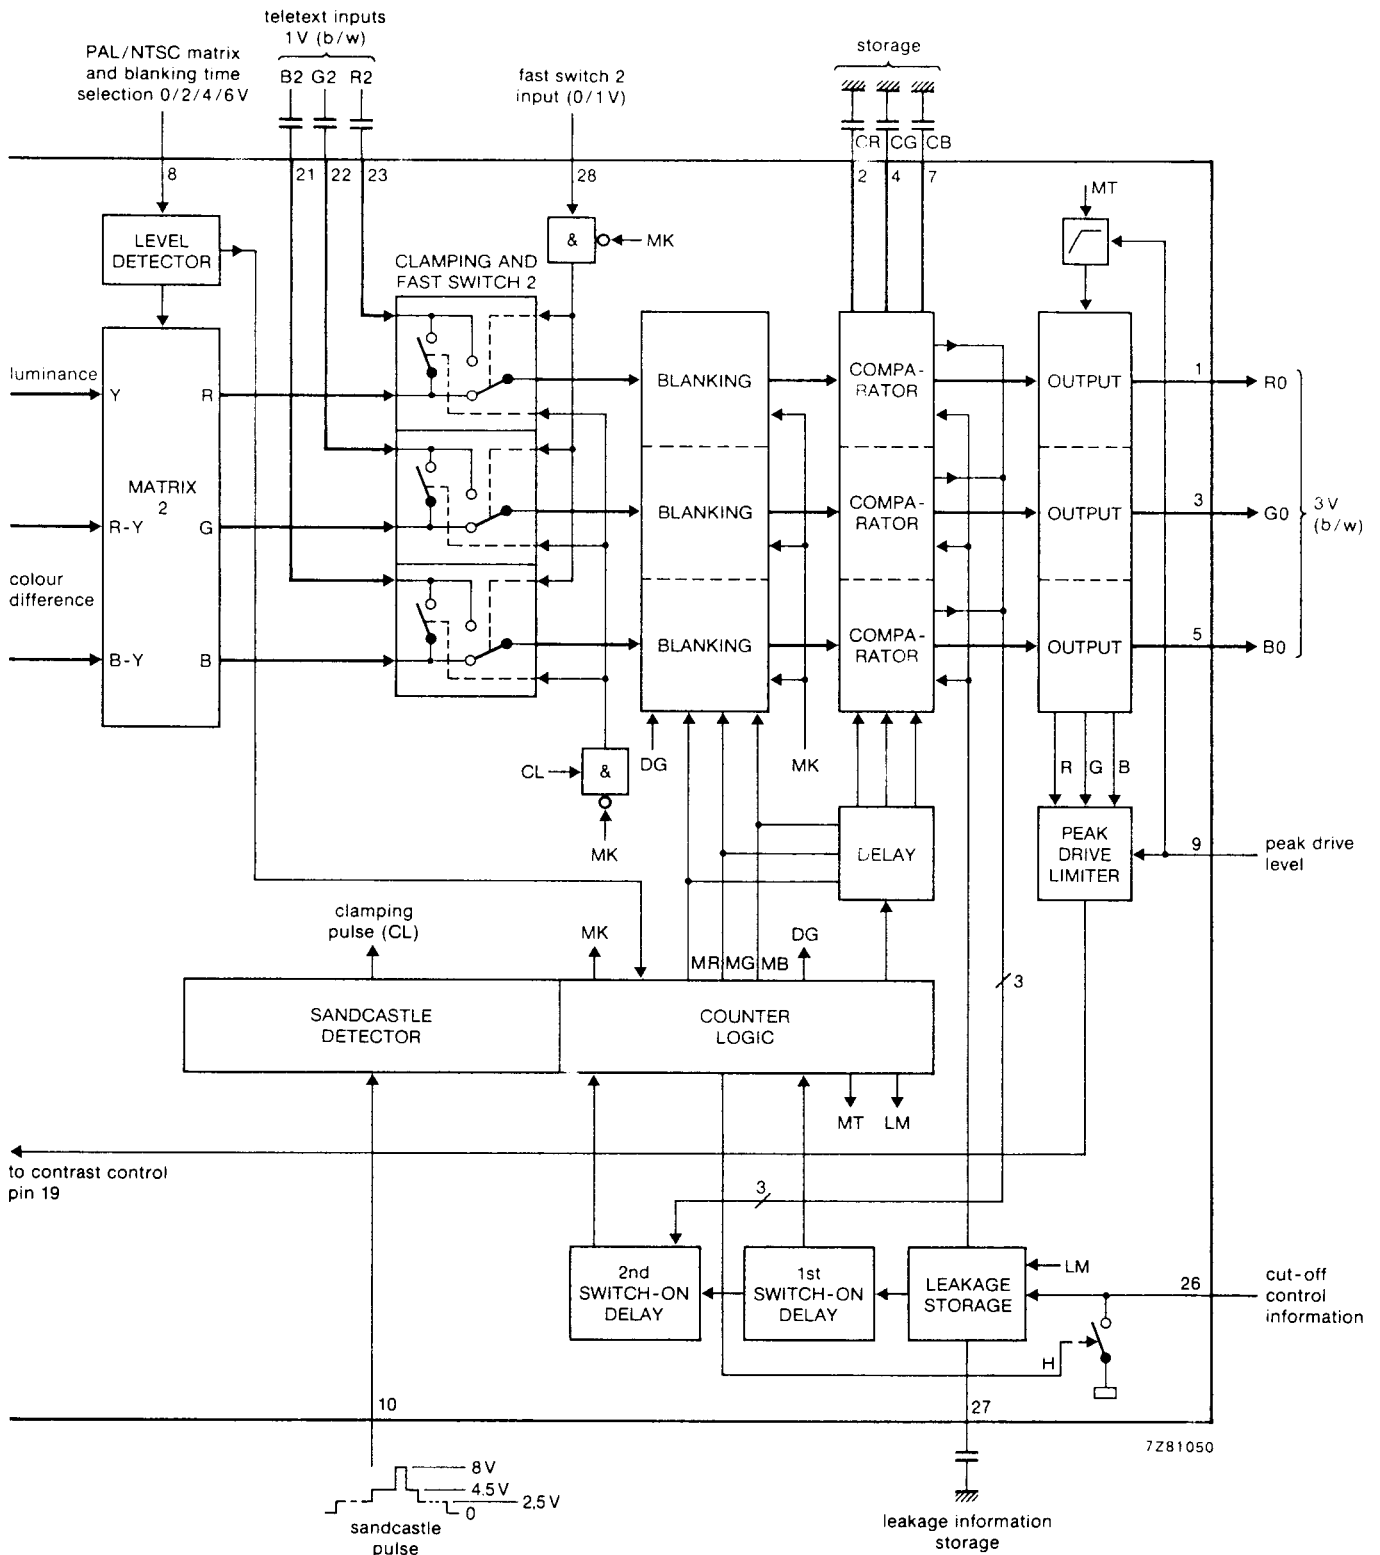 teletext inputs
1 V (b/w)
B2 G2 R2
PAL/NTSC matrix
and blanking time
selection 0/2/4/6 V
fast switch 2
input (0/1V)
storage
CR CG CB
8
21
22
23
28
2
4
7
MT
LEVEL
DETECTOR
&
MK
CLAMPING AND
FAST SWITCH 2
luminance
Y
R
MATRIX
2
R-Y
G
colour
difference
B-Y
B
BLANKING
BLANKING
BLANKING
COMPA-
RATOR
COMPA-
RATOR
COMPA-
RATOR
OUTPUT
OUTPUT
OUTPUT
1
R0
3
G0
5
B0
3 V
(b/w)
CL
&
MK
DG
MK
R G B
DELAY
PEAK
DRIVE
LIMITER
9
peak drive
level
clamping
pulse (CL)
MK
MR MG MB
DG
3
SANDCASTLE
DETECTOR
COUNTER
LOGIC
MT
LM
to contrast control
pin 19
3
2nd
SWITCH-ON
DELAY
1st
SWITCH-ON
DELAY
LEAKAGE
STORAGE
LM
26
cut-off
control
information
H
10
27
7Z81050
8 V
4.5 V
2,5 V
0
sandcastle
pulse
leakage information
storage